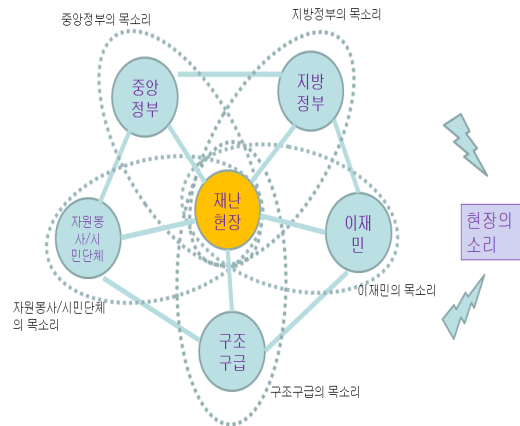 중앙정부의 목소리
지방정부의 목소리
중앙
정부
지방
정부
재난
현장
자원봉
사/시
민단체
이재
민
현장의
소리
이재민의 목소리
자원봉사/시민단체
의 목소리
구조
구급
구조구급의 목소리